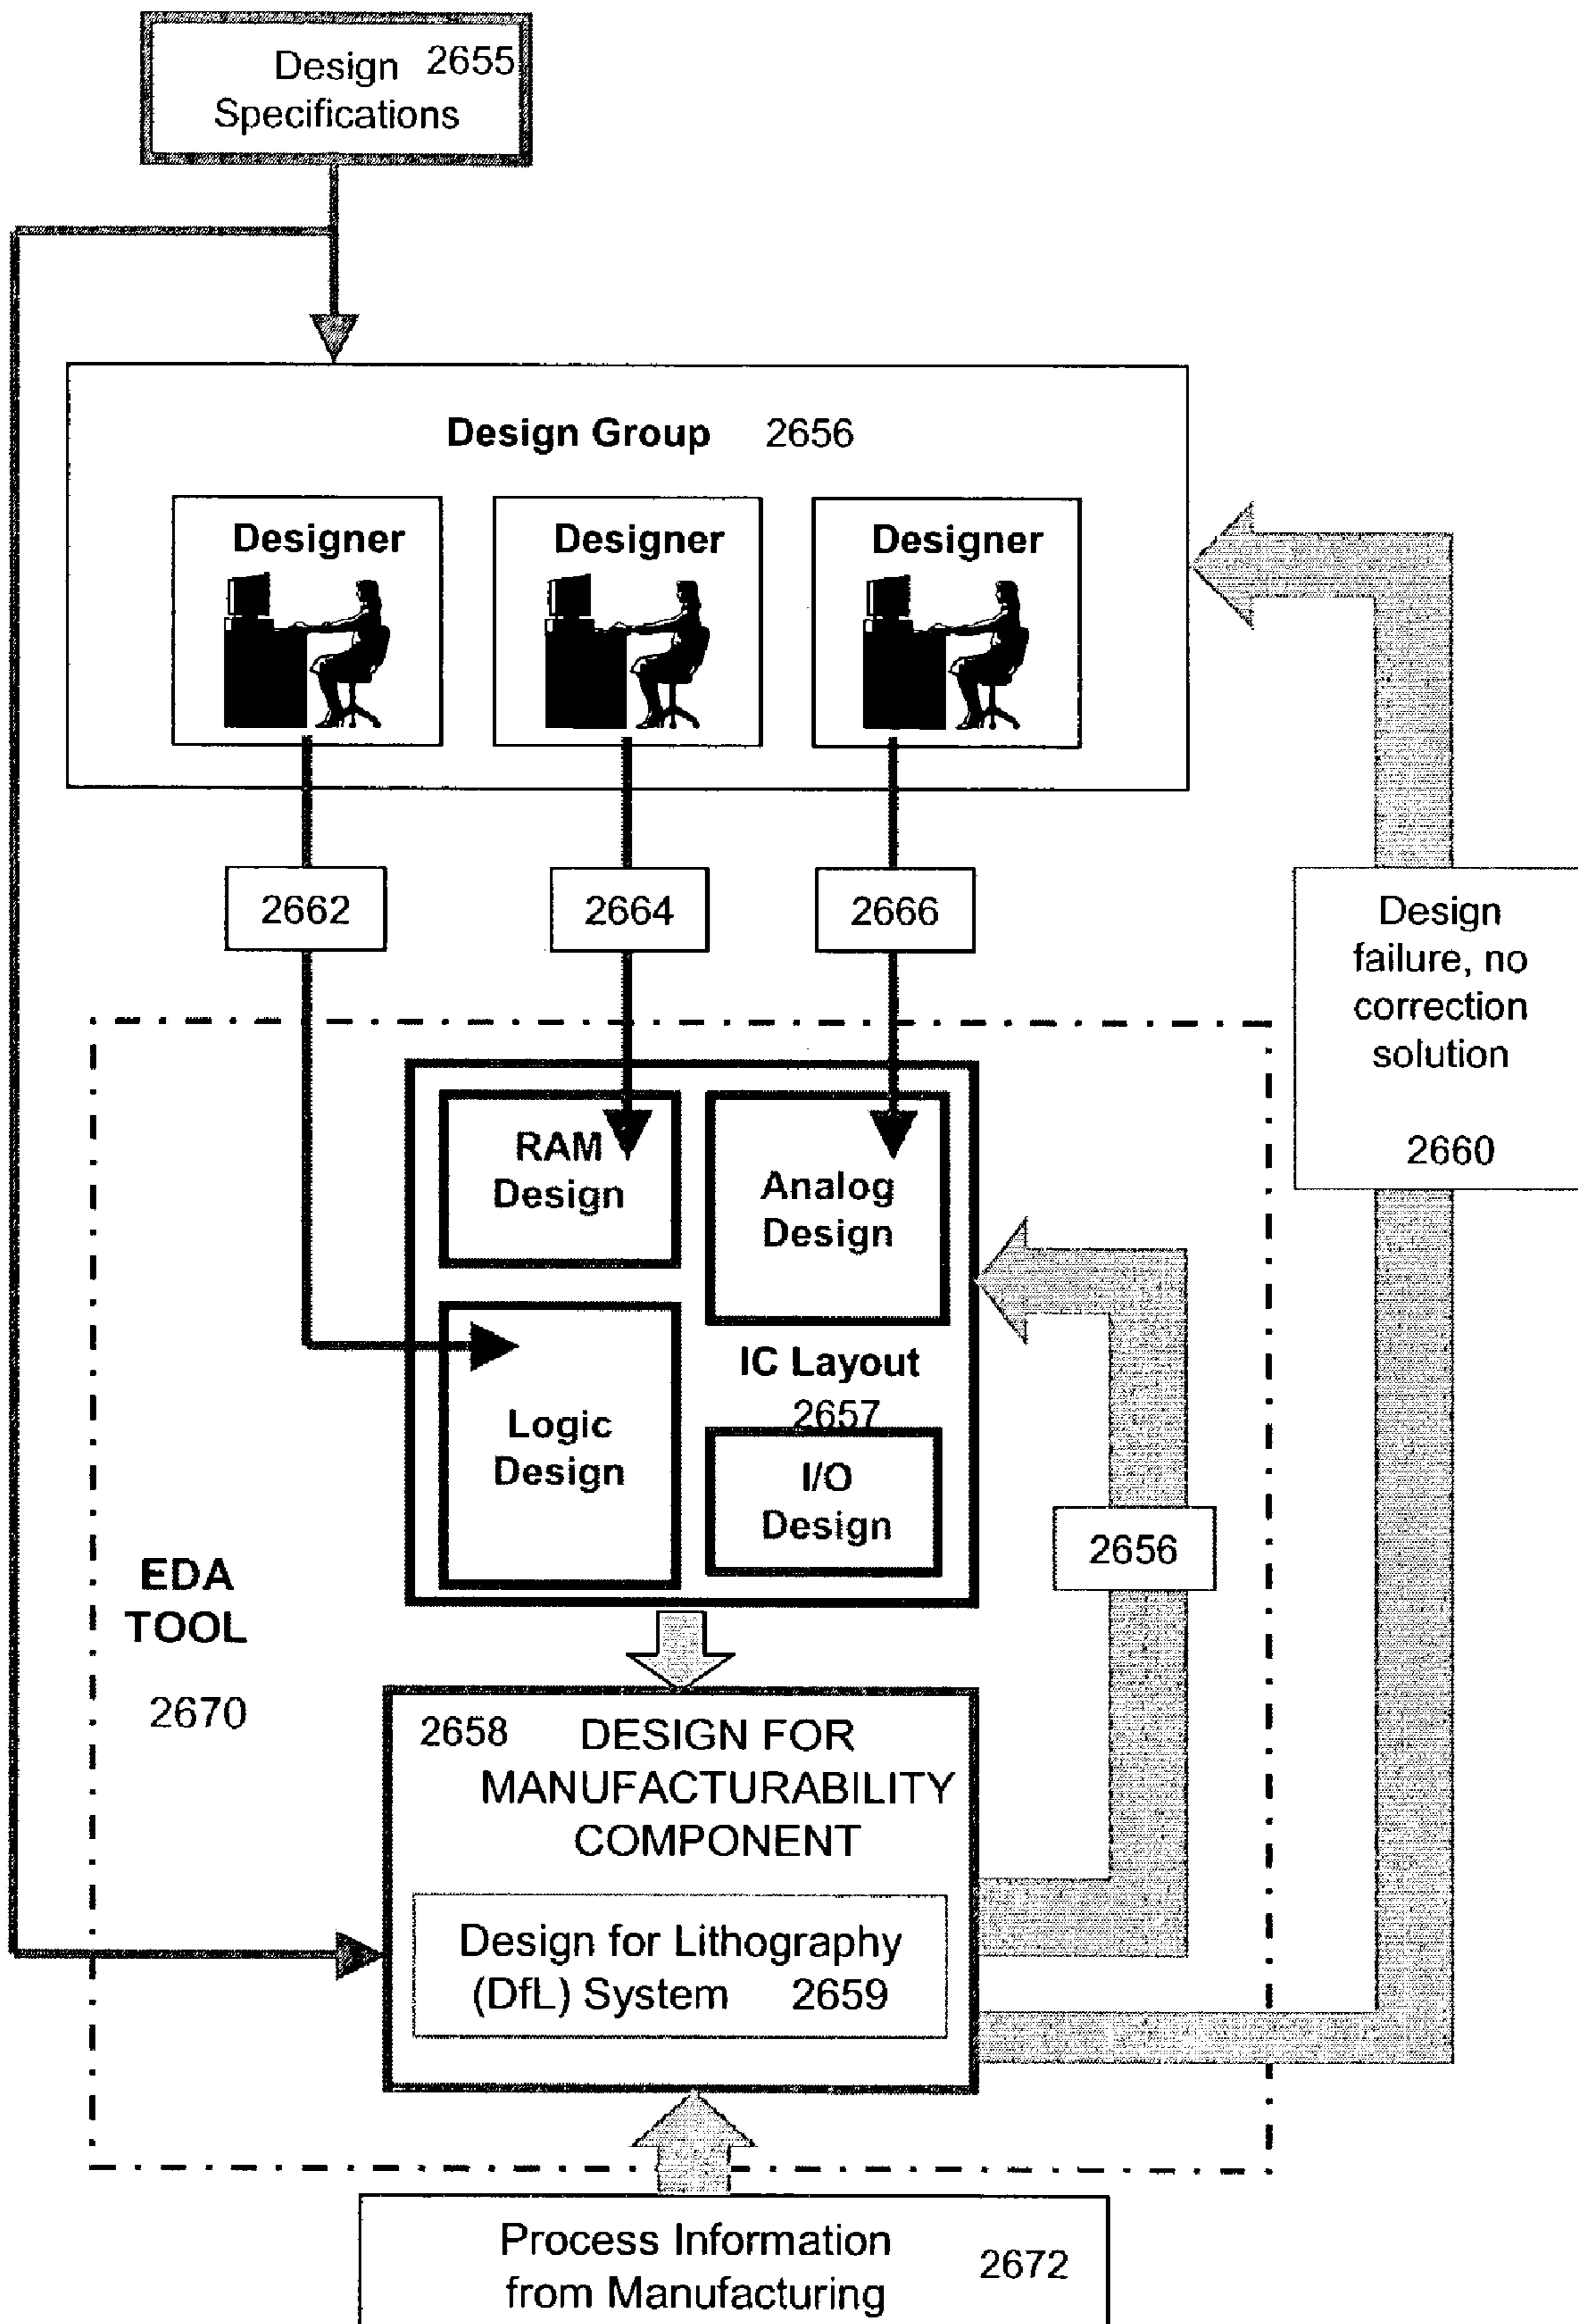 Design 2655
Specifications
Design Group 2656
Designer
Designer
Designer
2662
2664
2666
Design
failure, no
correction
solution
2660
RAM
Design
Analog
Design
IC Layout
2657
Logic
Design
I/O
Design
2656
EDA
TOOL
2670
2658 DESIGN FOR
MANUFACTURABILITY
COMPONENT
Design for Lithography
(DfL) System 2659
Process Information 2672
from Manufacturing